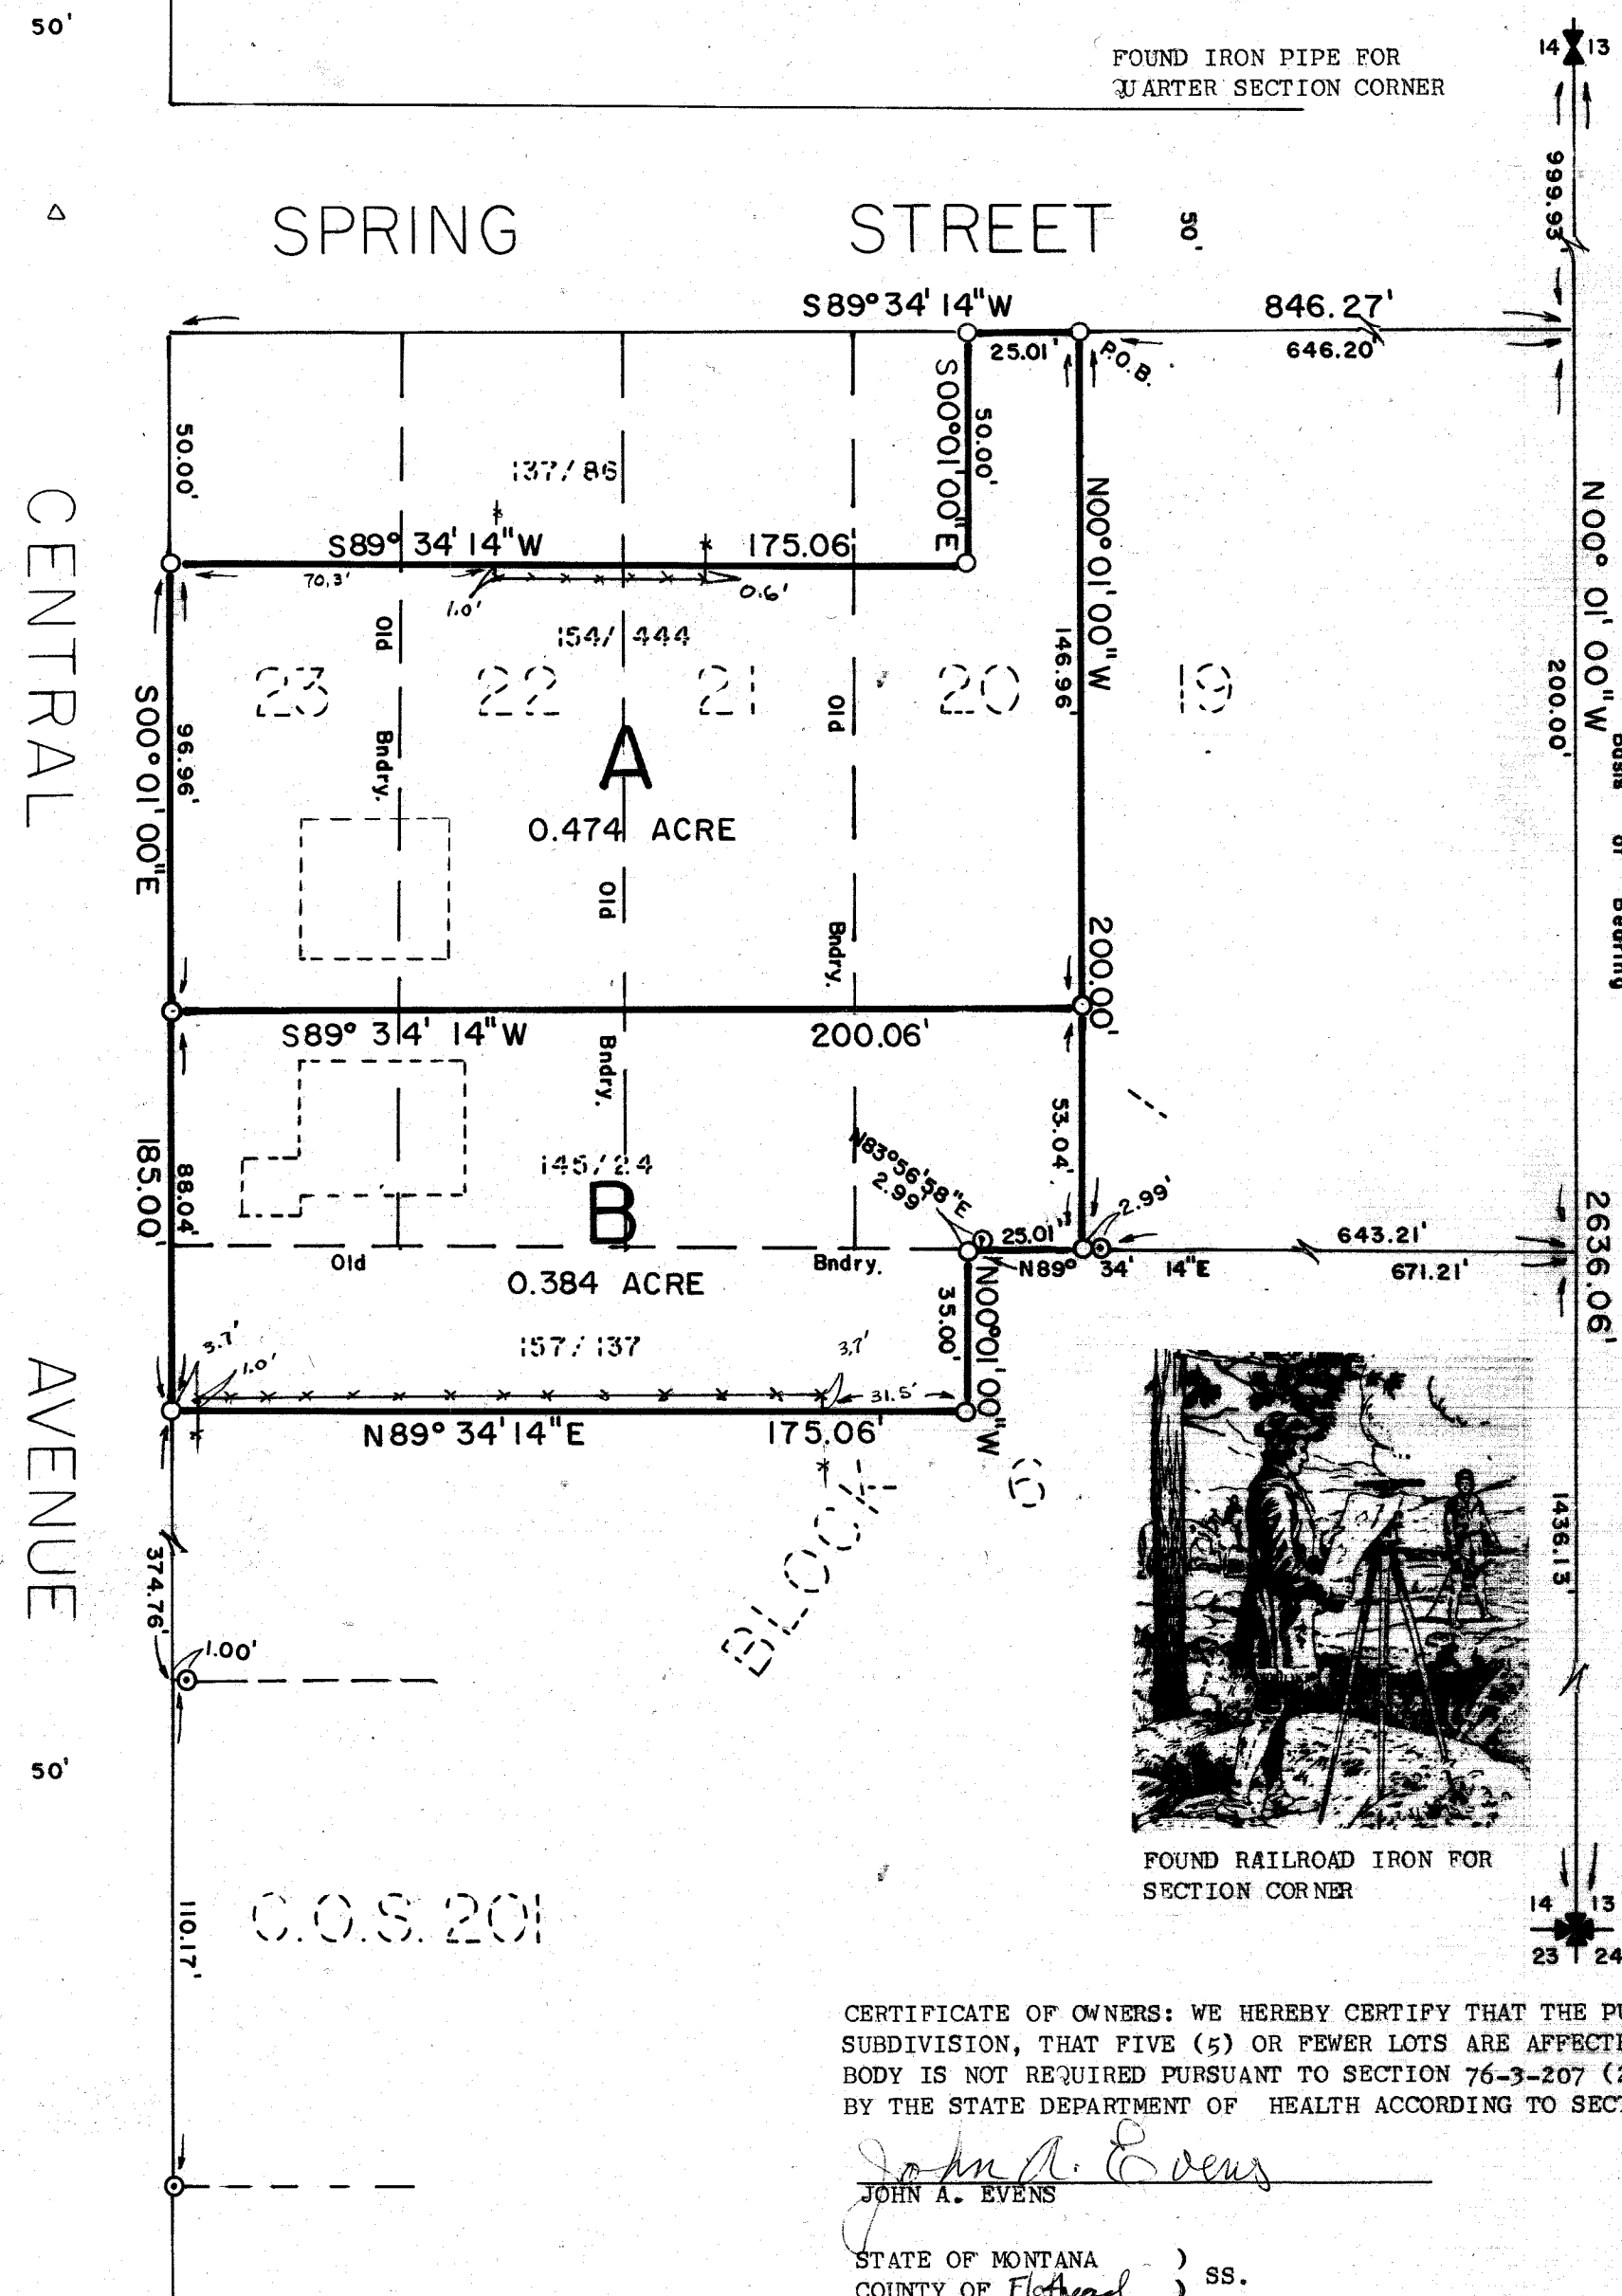 50'
FOUND IRON PIPE FOR
QUARTER SECTION CORNER
14 13
999.93'
SPRING STREET
50'
S89°34'14"W
846.27'
25.01'
P.O.B.
646.20'
50.00'
S00°01'00"E
50.00'
137/86
N00°01'00"W
S89°34'14"W 175.06'
70.3'
1.0'
0.6'
CENTRAL
Old
154/444
23 22 21 20 19
146.96'
N00°01'00"W
200.00'
Basis of Bearing
S00°01'00"E
96.96'
Bndry.
Old
A
0.474 ACRE
Old
Bndry.
200.00'
S89°34'14"W 200.06'
Bndry.
53.04'
185.00'
88.04'
145/24
B
N83°56'58"E
2.99'
2.99'
25.01'
643.21'
2636.06'
Old
Bndry.
N89°34'14"E
671.21'
0.384 ACRE
35.00'
N00°01'00"W
157/137
3.7'
1.0'
3.7'
31.5'
AVENUE
N89°34'14"E 175.06'
BLOCK 6
374.76'
1436.13'
1.00'
50'
FOUND RAILROAD IRON FOR
SECTION CORNER
C.O.S. 201
110.17'
14 13
23 24
CERTIFICATE OF OWNERS: WE HEREBY CERTIFY THAT THE PU
SUBDIVISION, THAT FIVE (5) OR FEWER LOTS ARE AFFECTE
BODY IS NOT REQUIRED PURSUANT TO SECTION 76-3-207 (2
BY THE STATE DEPARTMENT OF HEALTH ACCORDING TO SECT
John A. Evens
JOHN A. EVENS
STATE OF MONTANA ) SS.
COUNTY OF Flathead )